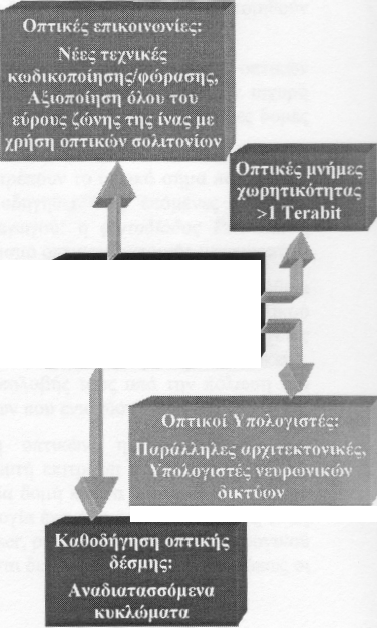 Οπτικές επικοινωνίες:
Νέες τεχνικές
κωδικοποίησης/φώρασης,
Αξιοποίηση όλου του
εύρους ζώνης της ίνας με
χρήση οπτικών σολιτονίων
Οπτικές μνήμες
χωρητικότητας
>1 Terabit
Οπτικοί Υπολογιστές:
Παράλληλες αρχιτεκτονικές,
Υπολογιστές νευρωνικών
δικτύων
Καθοδήγηση οπτικής
δέσμης:
Αναδιατασσόμενα
κυκλώματα